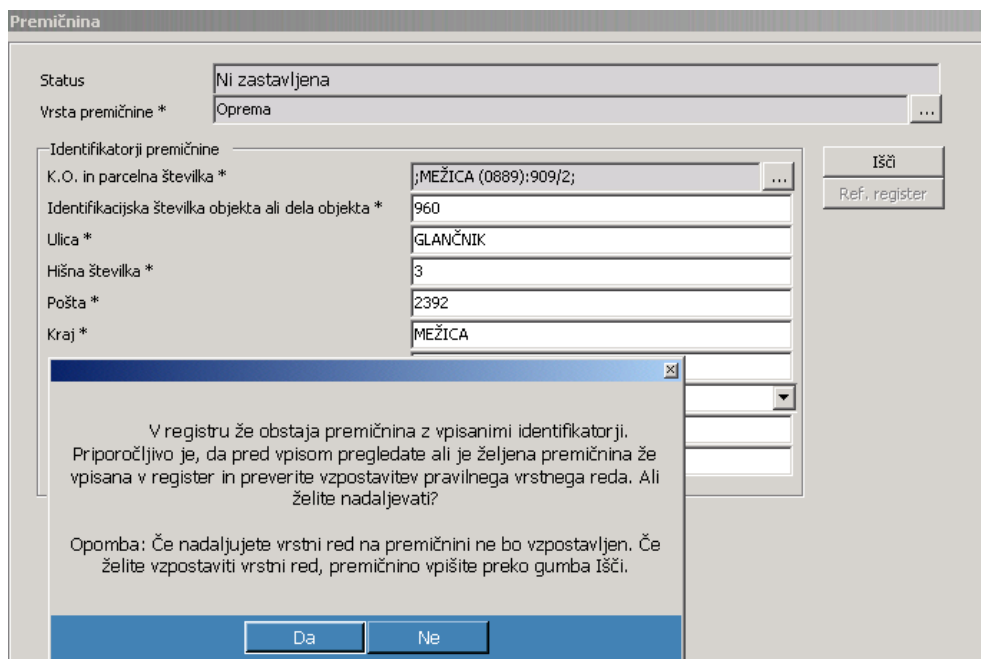 Premičnina
Status Ni zastavljena
Vrsta premičnine * Oprema ...
Identifikatorji premičnine
K.O. in parcelna številka * ;MEŽICA (0889):909/2; ... Išči
Identifikacijska številka objekta ali dela objekta * 960 Ref. register
Ulica * GLANČNIK
Hišna številka * 3
Pošta * 2392
Kraj * MEŽICA
V registru že obstaja premičnina z vpisanimi identifikatorji.
Priporočljivo je, da pred vpisom pregledate ali je željena premičnina že
vpisana v register in preverite vzpostavitev pravilnega vrstnega reda. Ali
želite nadaljevati?
Opomba: Če nadaljujete vrstni red na premičnini ne bo vzpostavljen. Če
želite vzpostaviti vrstni red, premičnino vpišite preko gumba Išči.
Da Ne